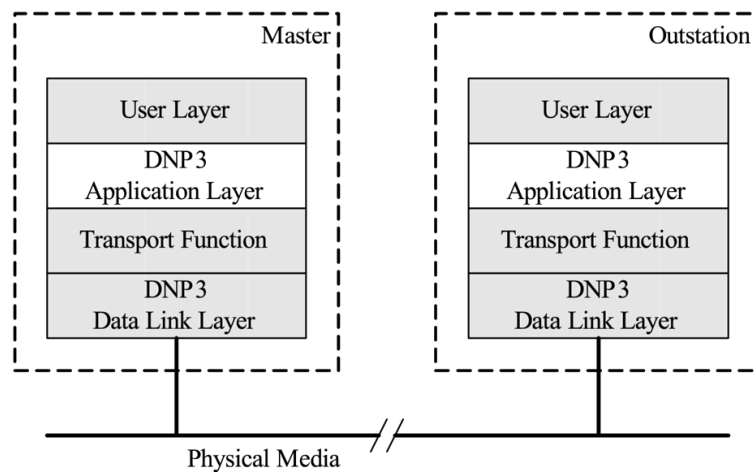 Master
User Layer
DNP3
Application Layer
Transport Function
DNP3
Data Link Layer
Outstation
User Layer
DNP3
Application Layer
Transport Function
DNP3
Data Link Layer
Physical Media